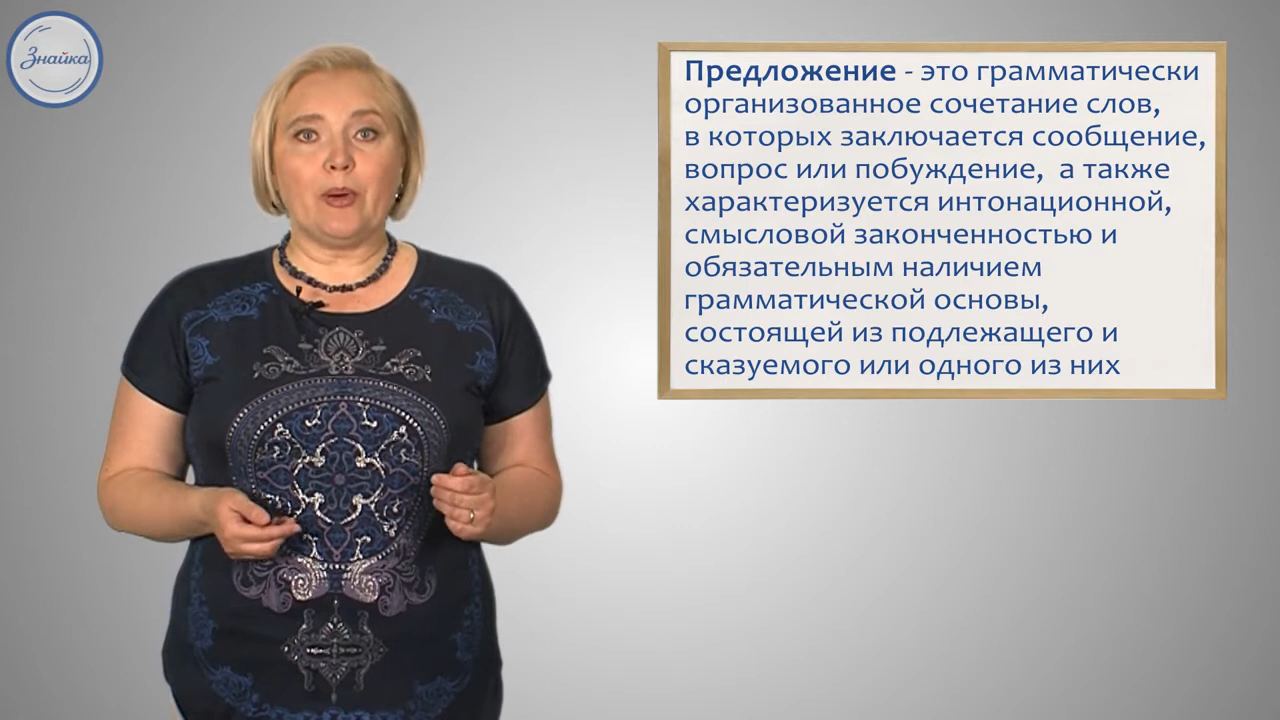 Знайка
Предложение - это грамматически
организованное сочетание слов,
в которых заключается сообщение,
вопрос или побуждение, а также
характеризуется интонационной,
смысловой законченностью и
обязательным наличием
грамматической основы,
состоящей из подлежащего и
сказуемого или одного из них